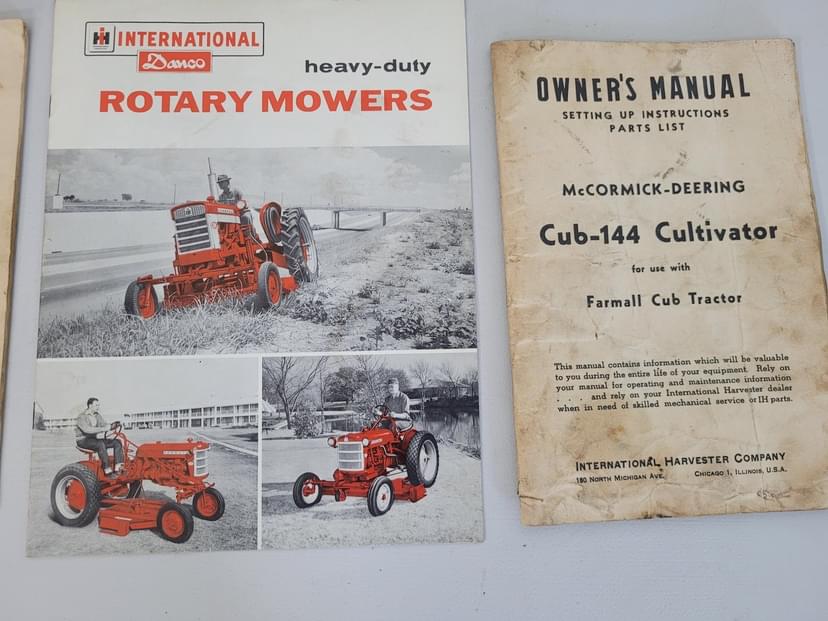 IH INTERNATIONAL
Danco
heavy-duty
ROTARY MOWERS
OWNER'S MANUAL
SETTING UP INSTRUCTIONS
PARTS LIST
McCORMICK-DEERING
Cub-144 Cultivator
for use with
Farmall Cub Tractor
This manual contains information which will be valuable
to you during the entire life of your equipment. Rely on
your manual for operating and maintenance information
. . . . and rely on your International Harvester dealer
when in need of skilled mechanical service or IH parts.
INTERNATIONAL HARVESTER COMPANY
180 NORTH MICHIGAN AVE. CHICAGO 1, ILLINOIS, U.S.A.